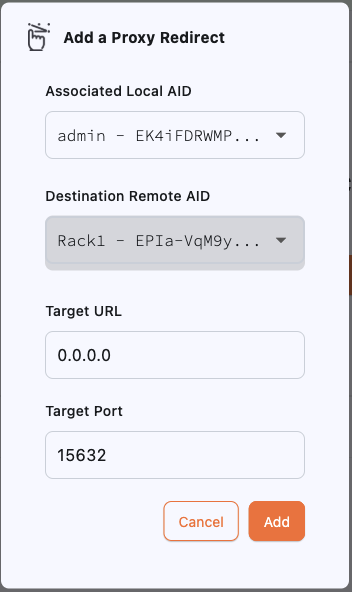 Add a Proxy Redirect
Associated Local AID
admin - EK4iFDRWMP...
Destination Remote AID
Rack1 - EPIa-VqM9y...
Target URL
0.0.0.0
Target Port
15632
Cancel
Add